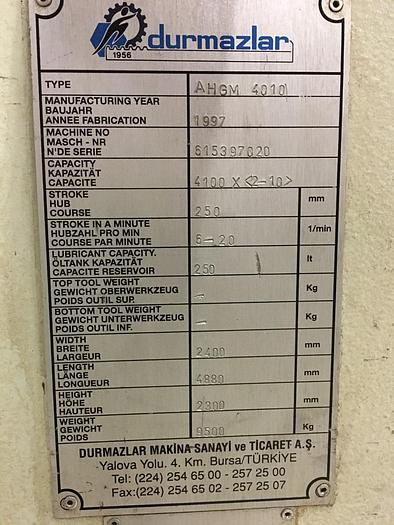 1956
durmazlar
TYPE
AHGM 4010
MANUFACTURING YEAR
BAUJAHR
ANNEE FABRICATION
1997
MACHINE NO
MASCH - NR
N'DE SERIE
615397020
CAPACITY
KAPAZITÄT
CAPACITE
4100 X <2-10>
STROKE
HUB
COURSE
250
mm
STROKE IN A MINUTE
HUBZAHL PRO MIN
COURSE PAR MINUTE
6-20
1/min
LUBRICANT CAPACITY.
ÖLTANK KAPAZITÄT
CAPACITE RESERVOIR
250
lt
TOP TOOL WEIGHT
GEWICHT OBERWERKZEUG
POIDS OUTIL SUP.
-
Kg
BOTTOM TOOL WEIGHT
GEWICHT UNTERWERKZEUG
POIDS OUTIL INF.
-
Kg
WIDTH
BREITE
LARGEUR
2400
mm
LENGTH
LÄNGE
LONGUEUR
4880
mm
HEIGHT
HÖHE
HAUTEUR
2300
mm
WEIGHT
GEWICHT
POIDS
9500
Kg
DURMAZLAR MAKİNA SANAYİ ve TİCARET A.Ş.
Yalova Yolu. 4. Km. Bursa/TÜRKİYE
Tel: (224) 254 65 00 - 257 25 00
Fax:(224) 254 65 02 - 257 25 07